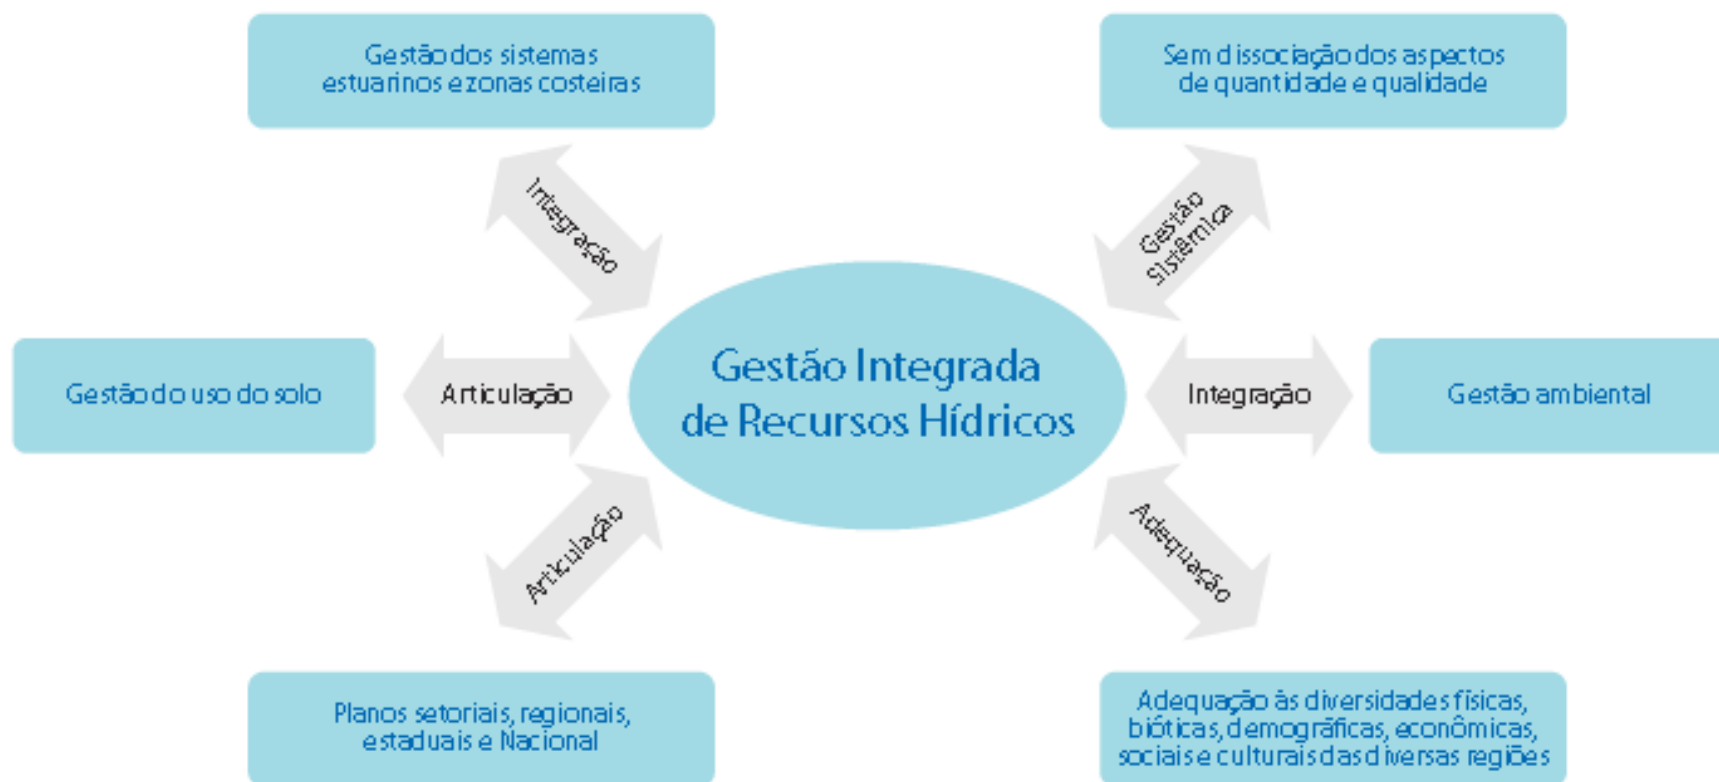 Gestão dos sistemas
estuarinos e zonas costeiras
Sem dissociação dos aspectos
de quantidade e qualidade
Integração
Gestão
Sistêmica
Gestão do uso do solo
Articulação
Gestão Integrada
de Recursos Hídricos
Integração
Gestão ambiental
Articulação
Adequação
Planos setoriais, regionais,
estaduais e Nacional
Adequação às diversidades físicas,
bióticas, demográficas, econômicas,
sociais e culturais das diversas regiões